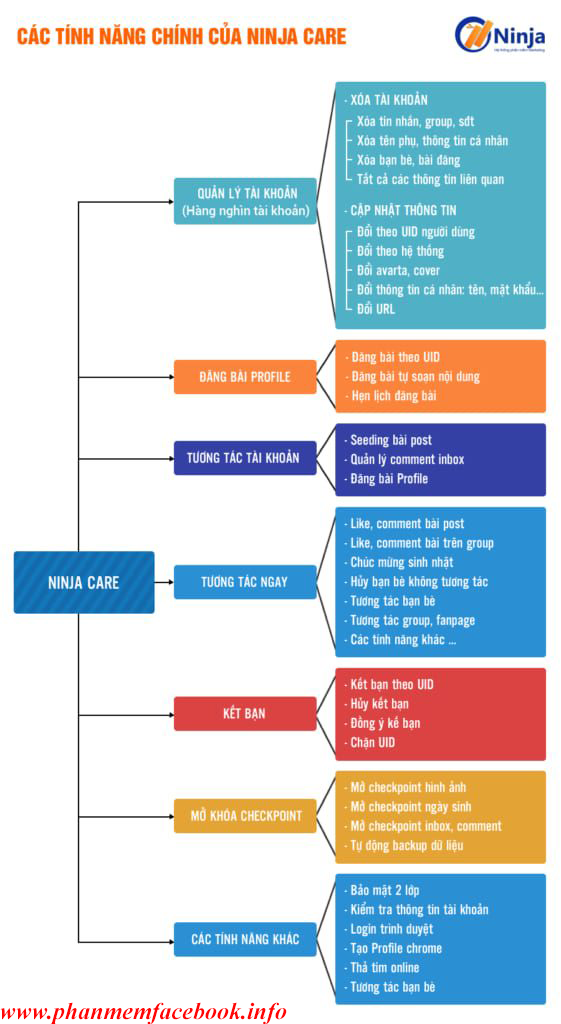 CÁC TÍNH NĂNG CHÍNH CỦA NINJA CARE
Ninja
Hệ thống phần mềm Marketing
- XÓA TÀI KHOẢN
Xóa tin nhắn, group, sđt
Xóa tên phụ, thông tin cá nhân
Xóa bạn bè, bài đăng
Tất cả các thông tin liên quan
QUẢN LÝ TÀI KHOẢN
(Hàng nghìn tài khoản)
- CẬP NHẬT THÔNG TIN
Đổi theo UID người dùng
Đổi theo hệ thống
Đổi avarta, cover
Đổi thông tin cá nhân: tên, mật khẩu...
Đổi URL
ĐĂNG BÀI PROFILE
- Đăng bài theo UID
- Đăng bài tự soạn nội dung
- Hẹn lịch đăng bài
TƯƠNG TÁC TÀI KHOẢN
- Seeding bài post
- Quản lý comment inbox
- Đăng bài Profile
NINJA CARE
TƯƠNG TÁC NGAY
- Like, comment bài post
- Like, comment bài trên group
- Chúc mừng sinh nhật
- Hủy bạn bè không tương tác
- Tương tác bạn bè
- Tương tác group, fanpage
- Các tính năng khác ...
KẾT BẠN
- Kết bạn theo UID
- Hủy kết bạn
- Đồng ý kế bạn
- Chặn UID
MỞ KHÓA CHECKPOINT
- Mở checkpoint hình ảnh
- Mở checkpoint ngày sinh
- Mở checkpoint inbox, comment
- Tự động backup dữ liệu
CÁC TÍNH NĂNG KHÁC
- Bảo mật 2 lớp
- Kiểm tra thông tin tài khoản
- Login trình duyệt
- Tạo Profile chrome
- Thả tim online
- Tương tác bạn bè
www.phanmemfacebook.info